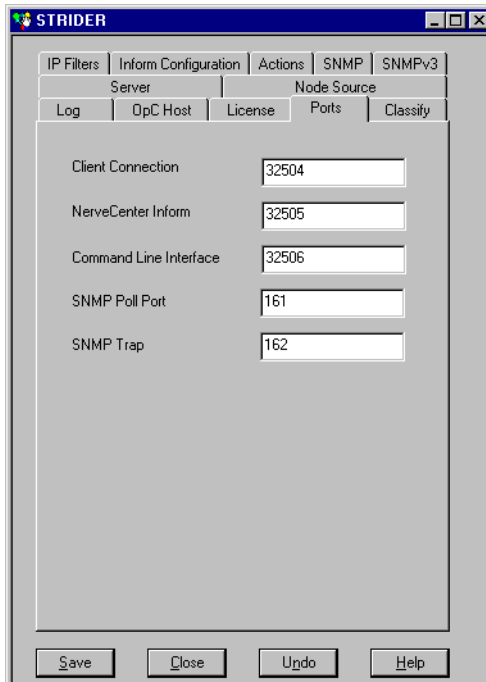 STRIDER
IP Filters Inform Configuration Actions SNMP SNMPv3
Server Node Source
Log OpC Host License Ports Classify
Client Connection 32504
NerveCenter Inform 32505
Command Line Interface 32506
SNMP Poll Port 161
SNMP Trap 162
Save Close Undo Help